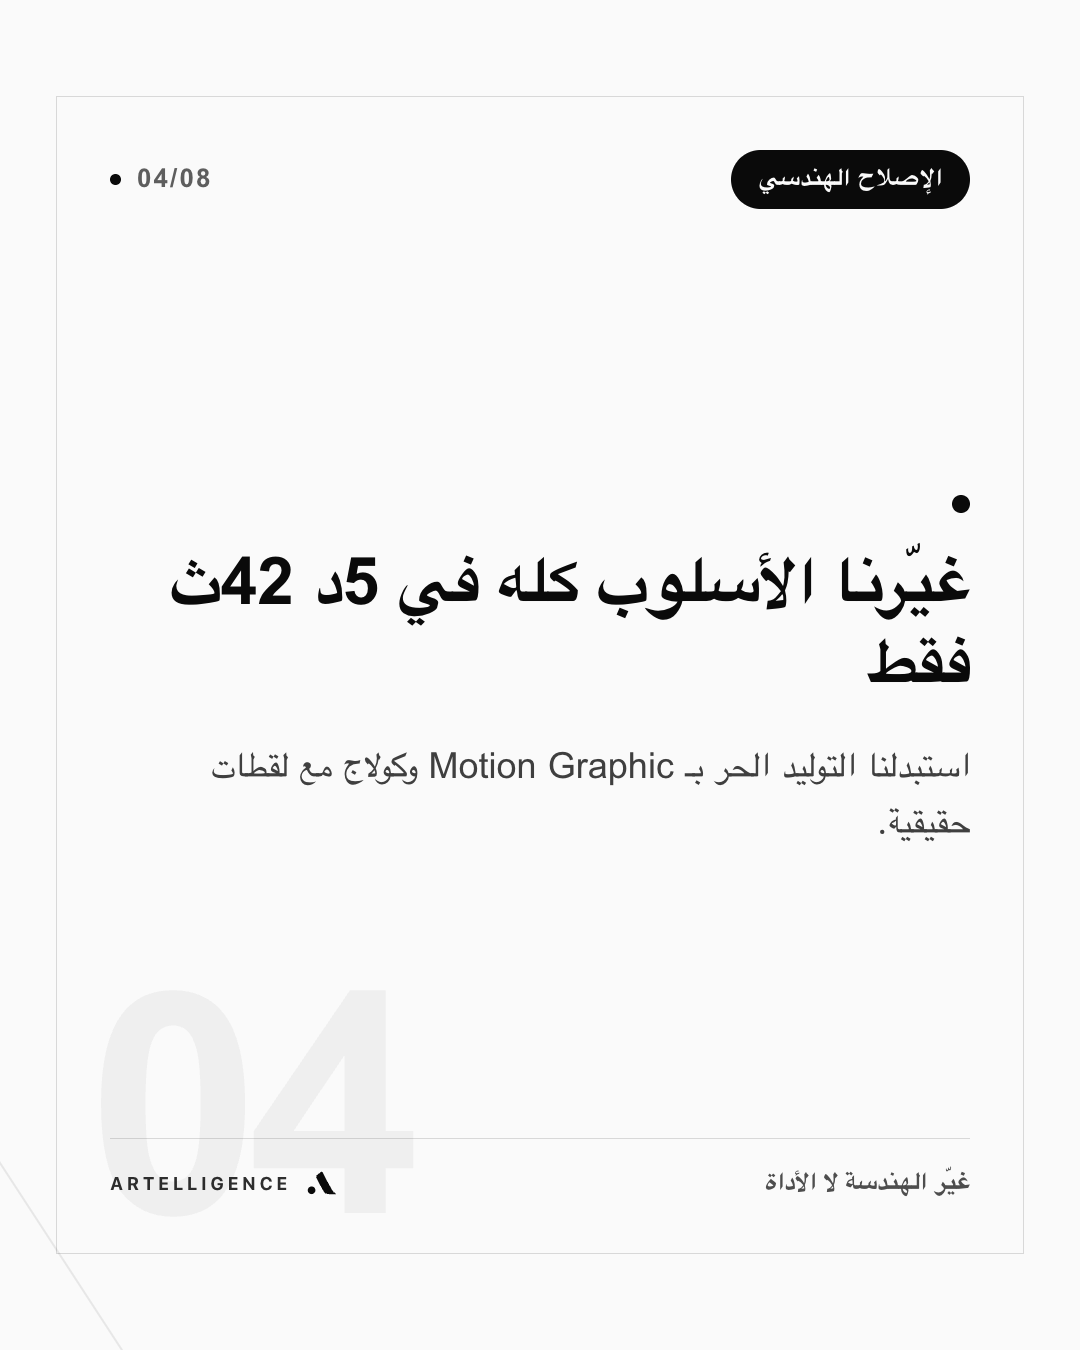 الإصلاح الهندسي
04/08
غيّرنا الأسلوب كله في 5د 42ث
فقط
استبدلنا التوليد الحر بـ Motion Graphic وكولاج مع لقطات
حقيقية.
04
غيّر الهندسة لا الأداة
ARTELLIGENCE